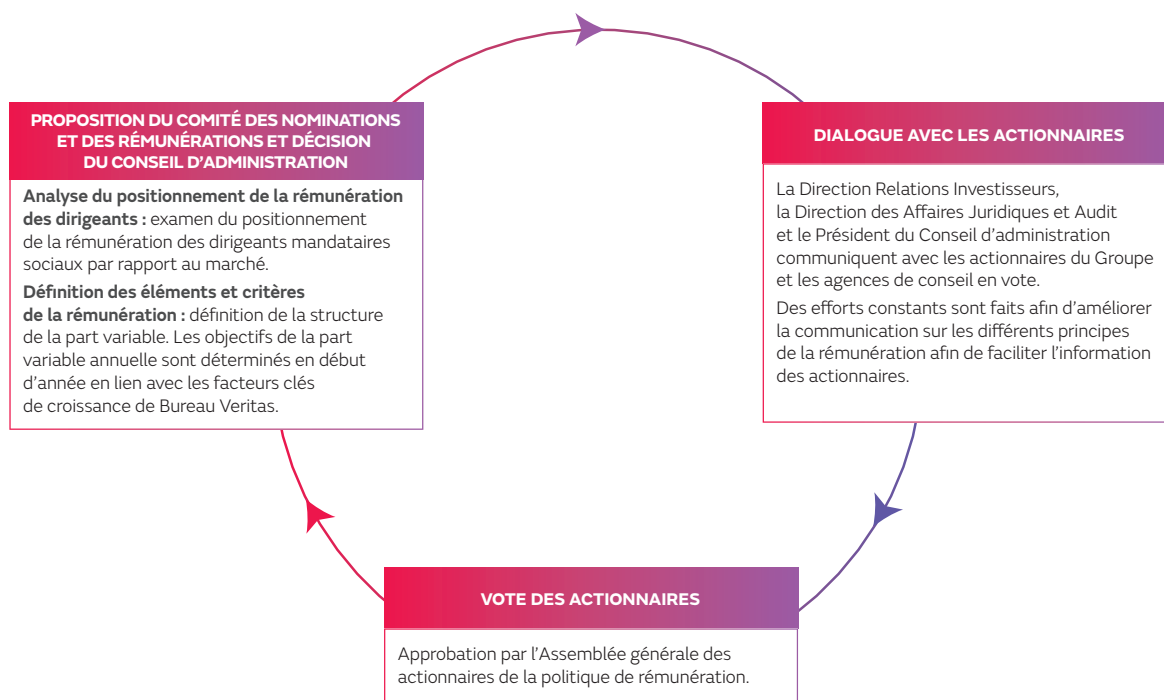 PROPOSITION DU COMITÉ DES NOMINATIONS
ET DES RÉMUNÉRATIONS ET DÉCISION
DU CONSEIL D'ADMINISTRATION
Analyse du positionnement de la rémunération
des dirigeants : examen du positionnement
de la rémunération des dirigeants mandataires
sociaux par rapport au marché.
Définition des éléments et critères
de la rémunération : définition de la structure
de la part variable. Les objectifs de la part
variable annuelle sont déterminés en début
d'année en lien avec les facteurs clés
de croissance de Bureau Veritas.
DIALOGUE AVEC LES ACTIONNAIRES
La Direction Relations Investisseurs,
la Direction des Affaires Juridiques et Audit
et le Président du Conseil d'administration
communiquent avec les actionnaires du Groupe
et les agences de conseil en vote.
Des efforts constants sont faits afin d'améliorer
la communication sur les différents principes
de la rémunération afin de faciliter l'information
des actionnaires.
VOTE DES ACTIONNAIRES
Approbation par l'Assemblée générale des
actionnaires de la politique de rémunération.